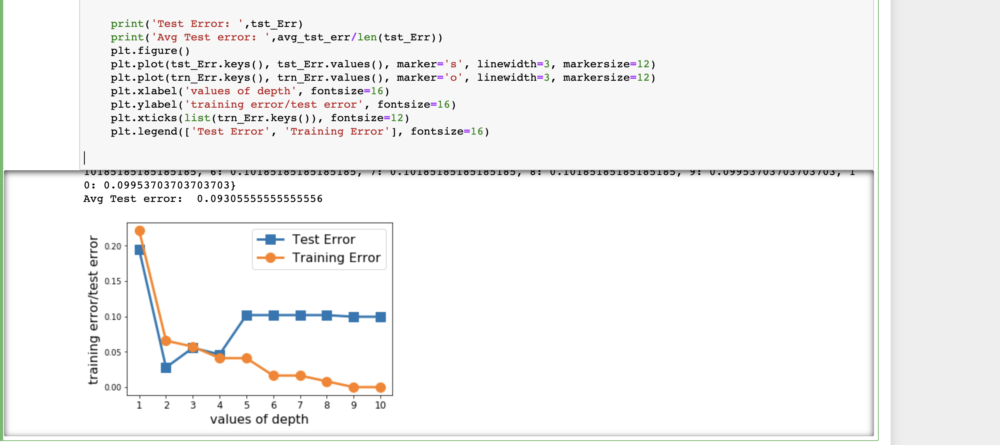 print('Test Error: ',tst_Err)
print('Avg Test error: ',avg_tst_err/len(tst_Err))
plt.figure()
plt.plot(tst_Err.keys(), tst_Err.values(), marker='s', linewidth=3, markersize=12)
plt.plot(trn_Err.keys(), trn_Err.values(), marker='o', linewidth=3, markersize=12)
plt.xlabel('values of depth', fontsize=16)
plt.ylabel('training error/test error', fontsize=16)
plt.xticks(list(trn_Err.keys()), fontsize=12)
plt.legend(['Test Error', 'Training Error'], fontsize=16)
10185185185185185, 6: 0.10185185185185185, 7: 0.10185185185185185, 8: 0.10185185185185185, 9: 0.09953703703703703, 1
0: 0.09953703703703703}
Avg Test error:  0.09305555555555556
Test Error
Training Error
training error/test error
0.20
0.15
0.10
0.05
0.00
1 2 3 4 5 6 7 8 9 10
values of depth